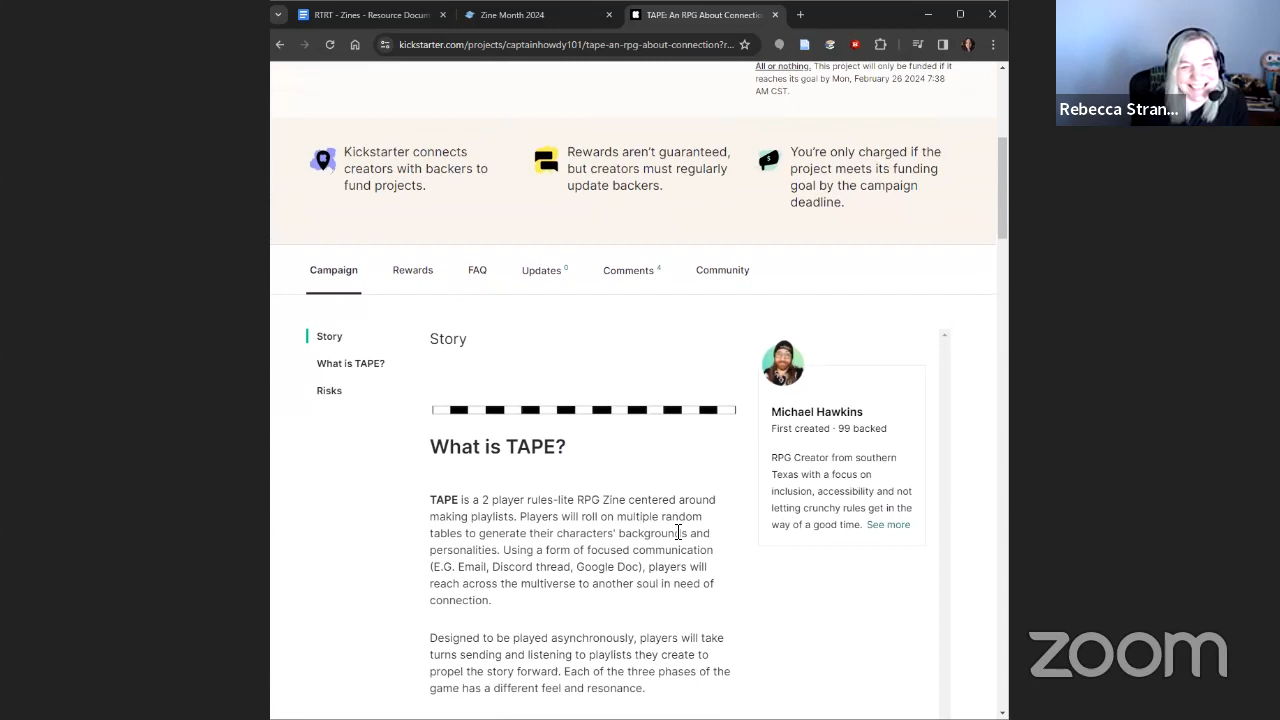 RTRT - Zines - Resource Docum
Zine Month 2024
TAPE: An RPG About Connectio
kickstarter.com/projects/captainhowdy101/tape-an-rpg-about-connection?r...
All or nothing. This project will only be funded if it
reaches its goal by Mon, February 26 2024 7:38
AM CST.
Rebecca Stran...
Kickstarter connects
creators with backers to
fund projects.
Rewards aren't guaranteed,
but creators must regularly
update backers.
You're only charged if the
project meets its funding
goal by the campaign
deadline.
Campaign
Rewards
FAQ
Updates 0
Comments 4
Community
Story
What is TAPE?
Risks
Story
What is TAPE?
TAPE is a 2 player rules-lite RPG Zine centered around
making playlists. Players will roll on multiple random
tables to generate their characters' backgrounds and
personalities. Using a form of focused communication
(E.G. Email, Discord thread, Google Doc), players will
reach across the multiverse to another soul in need of
connection.
Designed to be played asynchronously, players will take
turns sending and listening to playlists they create to
propel the story forward. Each of the three phases of the
game has a different feel and resonance.
Michael Hawkins
First created · 99 backed
RPG Creator from southern
Texas with a focus on
inclusion, accessibility and not
letting crunchy rules get in the
way of a good time. See more
zoom